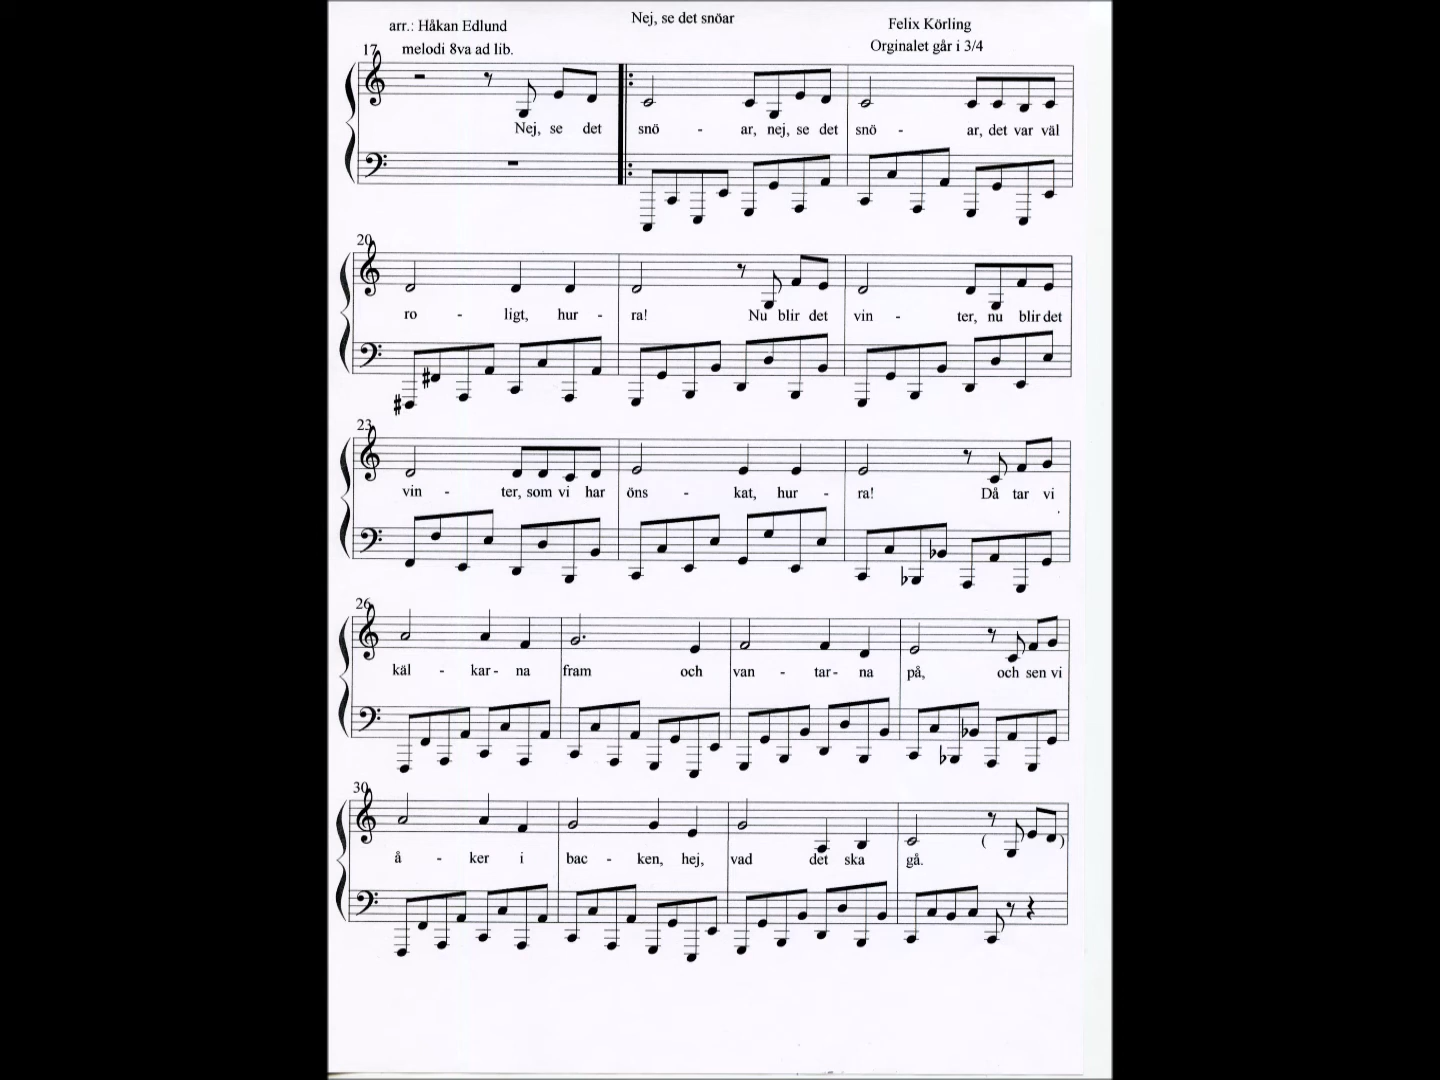 Nej, se det snöar
arr.: Håkan Edlund
Felix Körling
17 melodi 8va ad lib.
Orginalet går i 3/4
Nej, se det snö - ar, nej, se det snö - ar, det var väl
20
ro - ligt, hur - ra! Nu blir det vin - ter, nu blir det
23
vin - ter, som vi har öns - kat, hur - ra! Då tar vi
26
käl - kar - na fram och van - tar - na på, och sen vi
30
å - ker i bac - ken, hej, vad det ska gå.